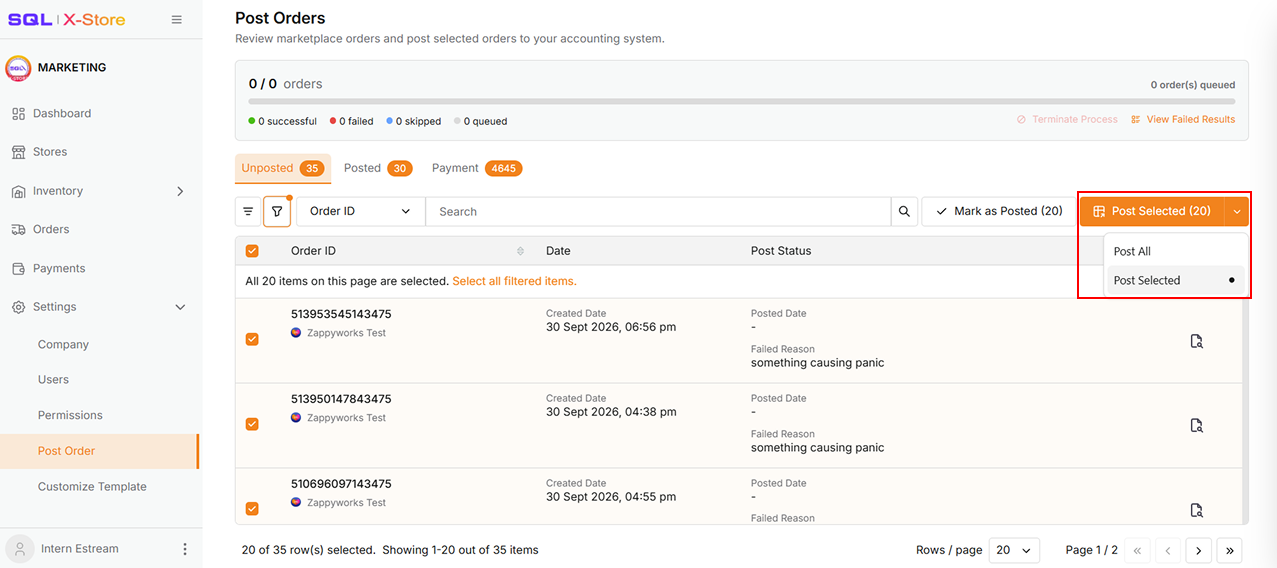 SQL | X-Store
MARKETING
Dashboard
Stores
Inventory
Orders
Payments
Settings
Company
Users
Permissions
Post Order
Customize Template
Intern Estream
Post Orders
Review marketplace orders and post selected orders to your accounting system.
0 / 0 orders
0 order(s) queued
0 successful 0 failed 0 skipped 0 queued
Terminate Process View Failed Results
Unposted 35 Posted 30 Payment 4645
Order ID Search Mark as Posted (20) Post Selected (20)
Post All
Post Selected
Order ID Date Post Status
All 20 items on this page are selected. Select all filtered items.
513953545143475
Zappyworks Test
Created Date
30 Sept 2026, 06:56 pm
Posted Date
-
Failed Reason
something causing panic
513950147843475
Zappyworks Test
Created Date
30 Sept 2026, 04:38 pm
Posted Date
-
Failed Reason
something causing panic
510696097143475
Zappyworks Test
Created Date
30 Sept 2026, 04:55 pm
Posted Date
-
Failed Reason
20 of 35 row(s) selected. Showing 1-20 out of 35 items
Rows / page 20 Page 1 / 2 « ‹ › »